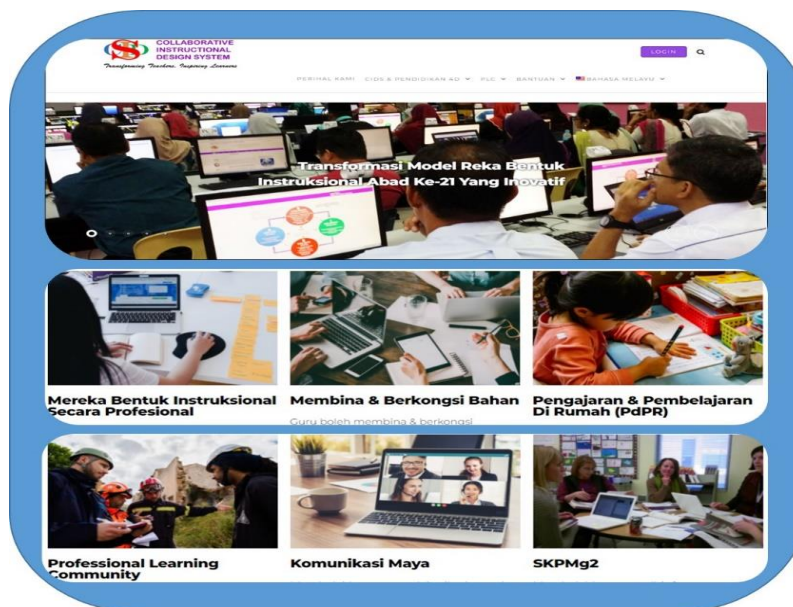 COLLABORATIVE
INSTRUCTIONAL
DESIGN SYSTEM
Transforming Teachers, Inspiring Learners
LOGIN
PERIHAL KAMI CIDS & PENDIDIKAN 4D PLC BANTUAN BAHASA MELAYU
Transformasi Model Reka Bentuk
Instruksional Abad Ke-21 Yang Inovatif
Mereka Bentuk Instruksional
Secara Profesional
Membina & Berkongsi Bahan
Guru boleh membina & berkongsi
Pengajaran & Pembelajaran
Di Rumah (PdPR)
Professional Learning
Community
Komunikasi Maya
SKPMg2